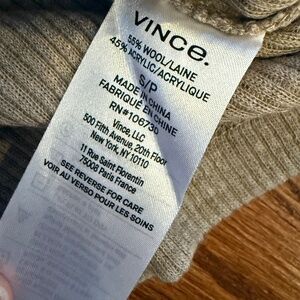 VINCE.
55% WOOL/LAINE
45% ACRYLIC/ACRYLIQUE
S/P
MADE IN CHINA
FABRIQUÉ EN CHINE
RN#106730
Vince, LLC
500 Fifth Avenue, 20th Floor
New York, NY 10110
11 Rue Saint Florentin
75008 Paris France
SEE REVERSE FOR CARE
VOIR AU VERSO POUR LES SOINS